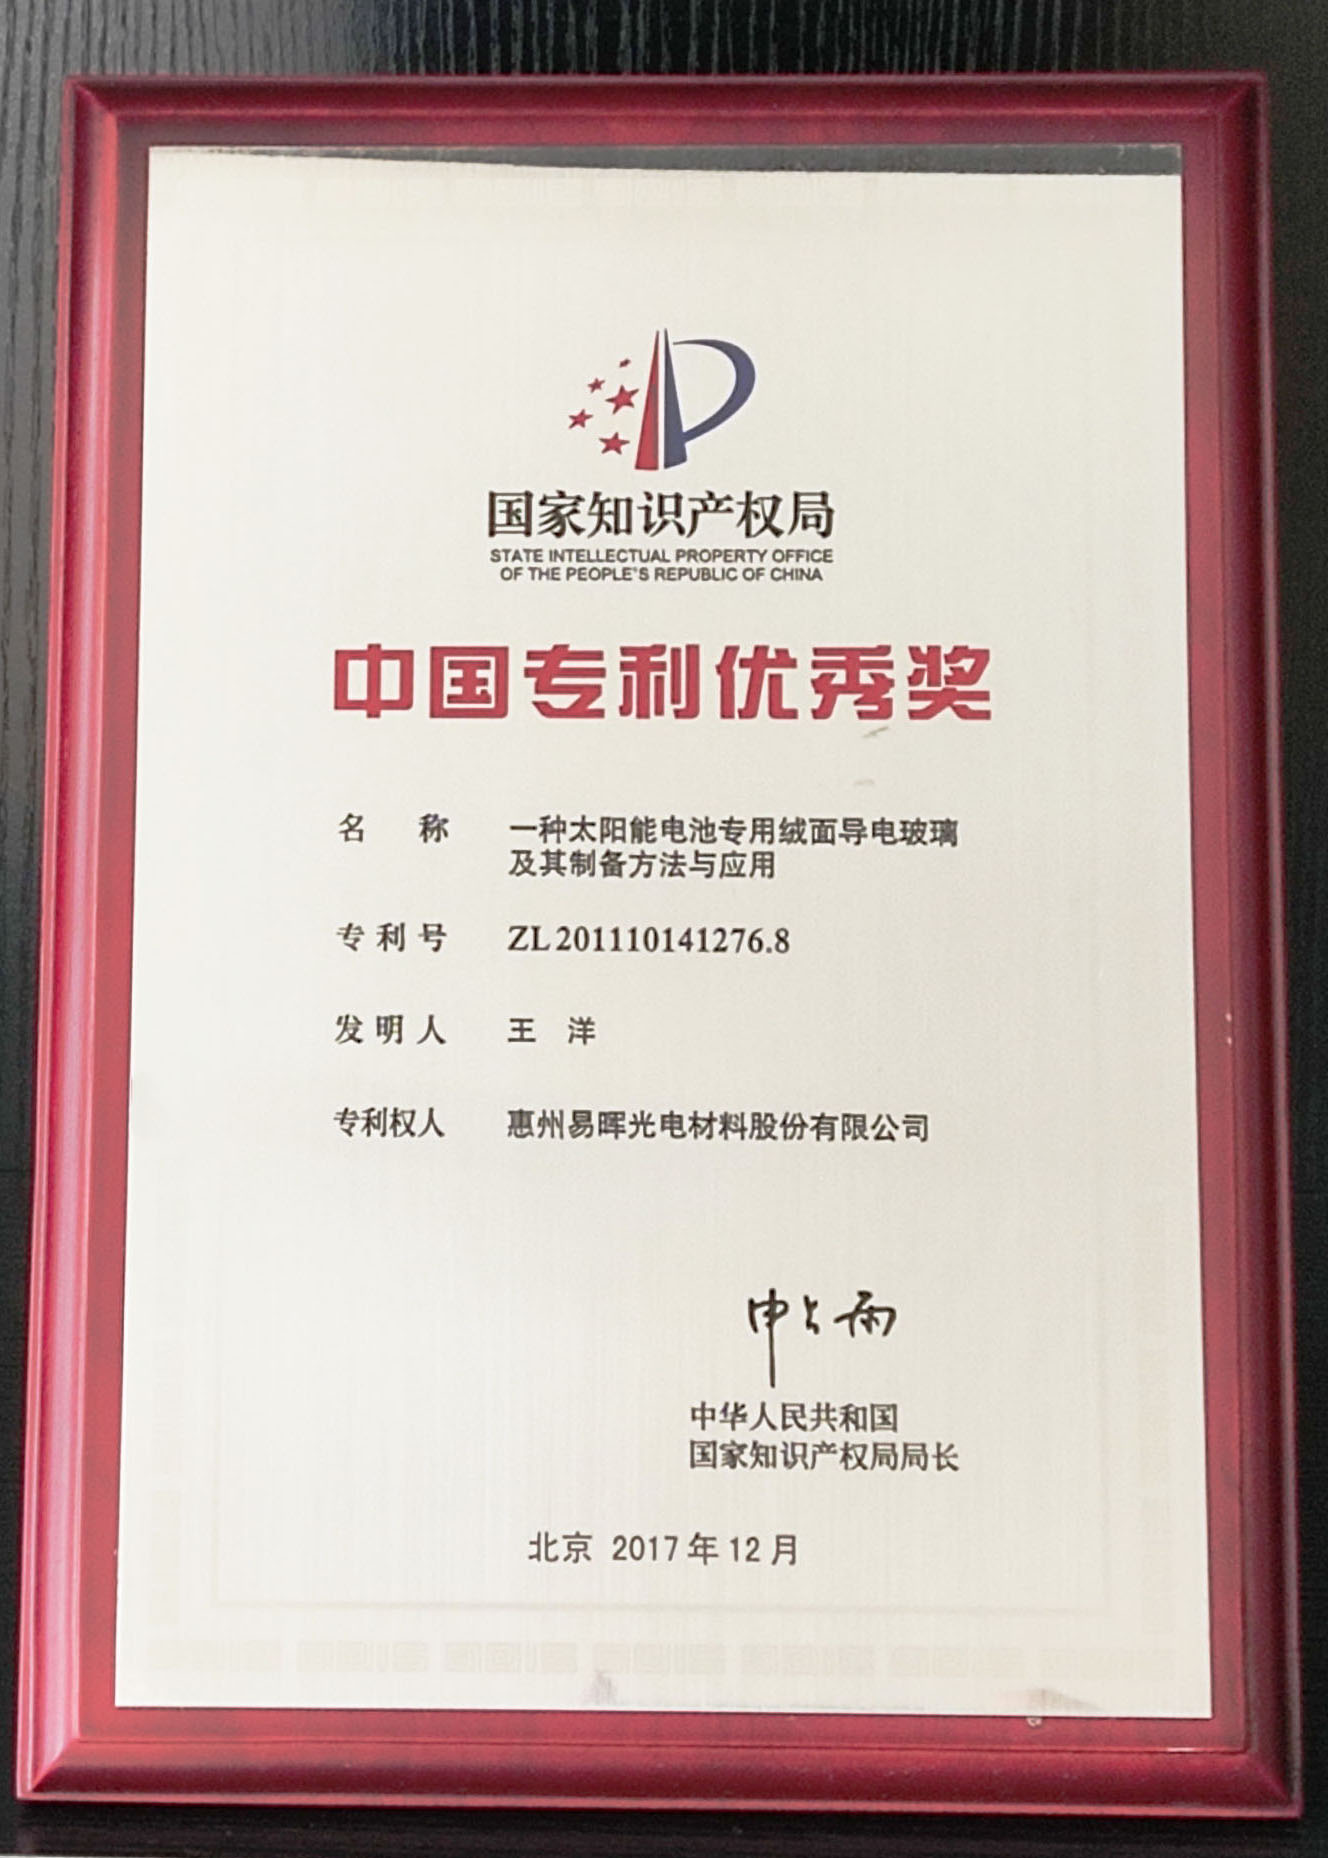 国家知识产权局
STATE INTELLECTUAL PROPERTY OFFICE
OF THE PEOPLE'S REPUBLIC OF CHINA
中国专利优秀奖
名 称 一种太阳能电池专用绒面导电玻璃
及其制备方法与应用
专利号 ZL201110141276.8
发明人 王 洋
专利权人 惠州易晖光电材料股份有限公司
申长雨
中华人民共和国
国家知识产权局局长
北京 2017年12月